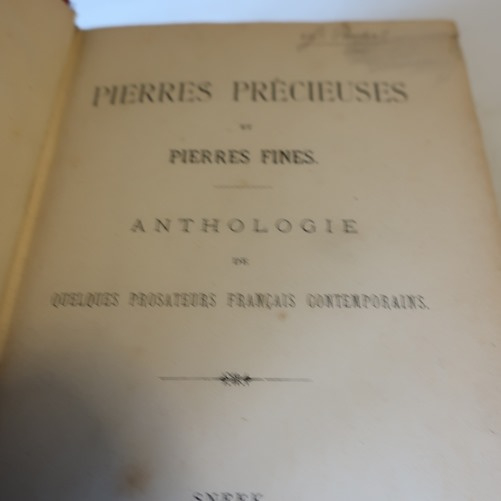 PIERRES PRÉCIEUSES
ET
PIERRES FINES.
ANTHOLOGIE
DE
QUELQUES PROSATEURS FRANÇAIS CONTEMPORAINS.